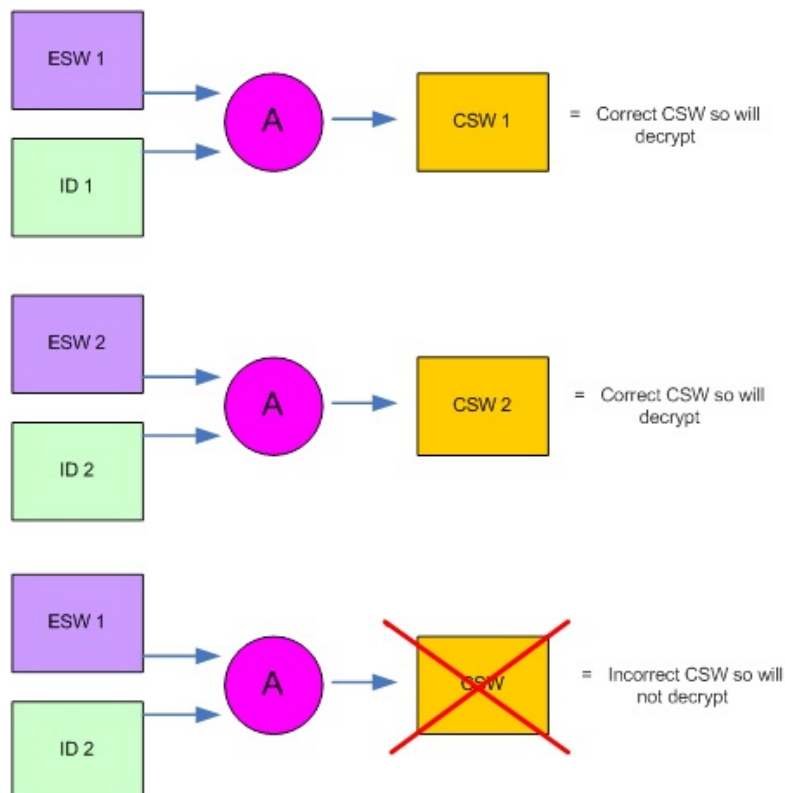 ESW 1
ID 1
A
CSW 1
= Correct CSW so will
decrypt
ESW 2
ID 2
A
CSW 2
= Correct CSW so will
decrypt
ESW 1
ID 2
A
CSW
= Incorrect CSW so will
not decrypt